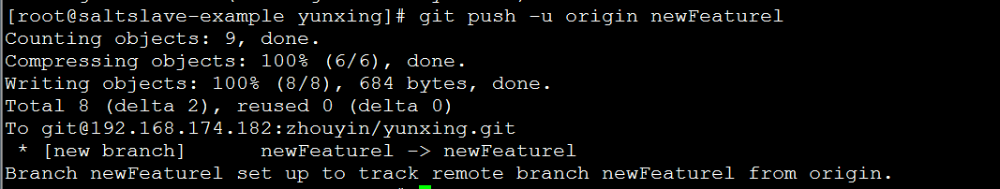 [root@saltslave-example yunxing]# git push -u origin newFeaturel
Counting objects: 9, done.
Compressing objects: 100% (6/6), done.
Writing objects: 100% (8/8), 684 bytes, done.
Total 8 (delta 2), reused 0 (delta 0)
To git@192.168.174.182:zhouyin/yunxing.git
 * [new branch]      newFeaturel -> newFeaturel
Branch newFeaturel set up to track remote branch newFeaturel from origin.